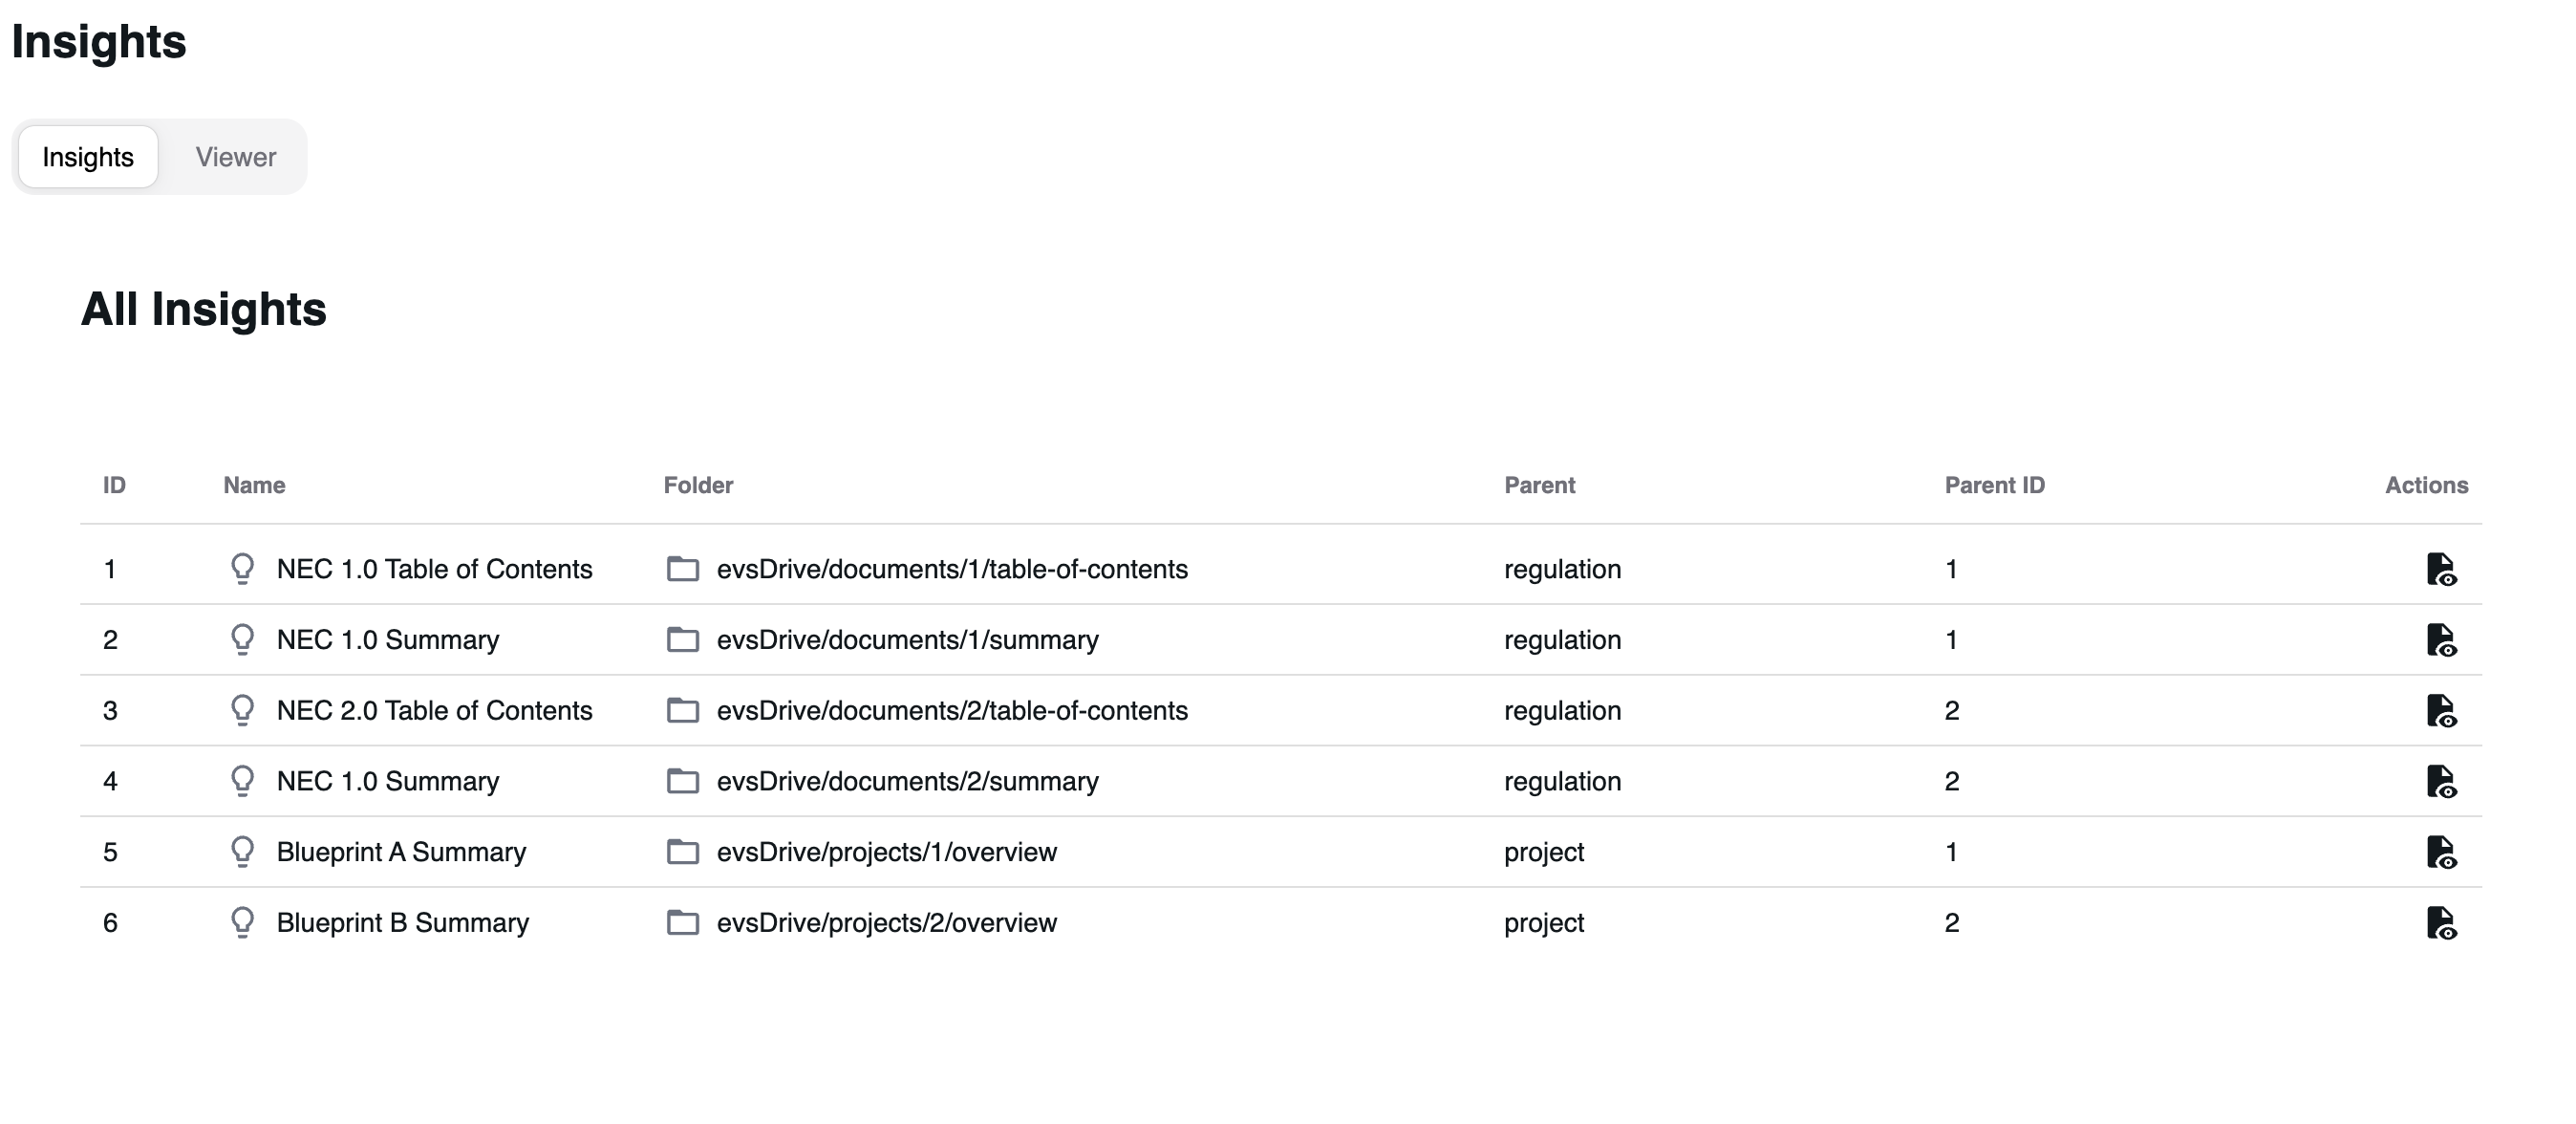 Insights
Insights Viewer
All Insights
ID Name Folder Parent Parent ID Actions
1 NEC 1.0 Table of Contents evsDrive/documents/1/table-of-contents regulation 1
2 NEC 1.0 Summary evsDrive/documents/1/summary regulation 1
3 NEC 2.0 Table of Contents evsDrive/documents/2/table-of-contents regulation 2
4 NEC 1.0 Summary evsDrive/documents/2/summary regulation 2
5 Blueprint A Summary evsDrive/projects/1/overview project 1
6 Blueprint B Summary evsDrive/projects/2/overview project 2